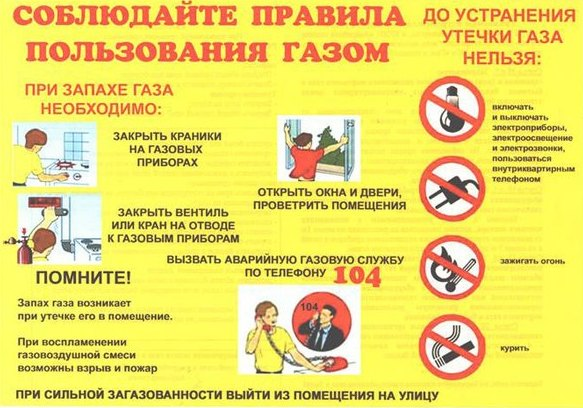 СОБЛЮДАЙТЕ ПРАВИЛА
ПОЛЬЗОВАНИЯ ГАЗОМ
ПРИ ЗАПАХЕ ГАЗА
НЕОБХОДИМО:
ЗАКРЫТЬ КРАНИКИ
НА ГАЗОВЫХ
ПРИБОРАХ
ОТКРЫТЬ ОКНА И ДВЕРИ,
ПРОВЕТРИТЬ ПОМЕЩЕНИЯ
ЗАКРЫТЬ ВЕНТИЛЬ
ИЛИ КРАН НА ОТВОДЕ
К ГАЗОВЫМ ПРИБОРАМ
ВЫЗВАТЬ АВАРИЙНУЮ ГАЗОВУЮ СЛУЖБУ
ПО ТЕЛЕФОНУ 104
104
ПОМНИТЕ!
Запах газа возникает
при утечке его в помещение.
При воспламенении
газовоздушной смеси
возможны взрыв и пожар
ПРИ СИЛЬНОЙ ЗАГАЗОВАННОСТИ ВЫЙТИ ИЗ ПОМЕЩЕНИЯ НА УЛИЦУ
ДО УСТРАНЕНИЯ
УТЕЧКИ ГАЗА
НЕЛЬЗЯ:
включать
и выключать
электроприборы,
электроосвещение
и электрозвонки,
пользоваться
внутриквартирным
телефоном
зажигать огонь
курить